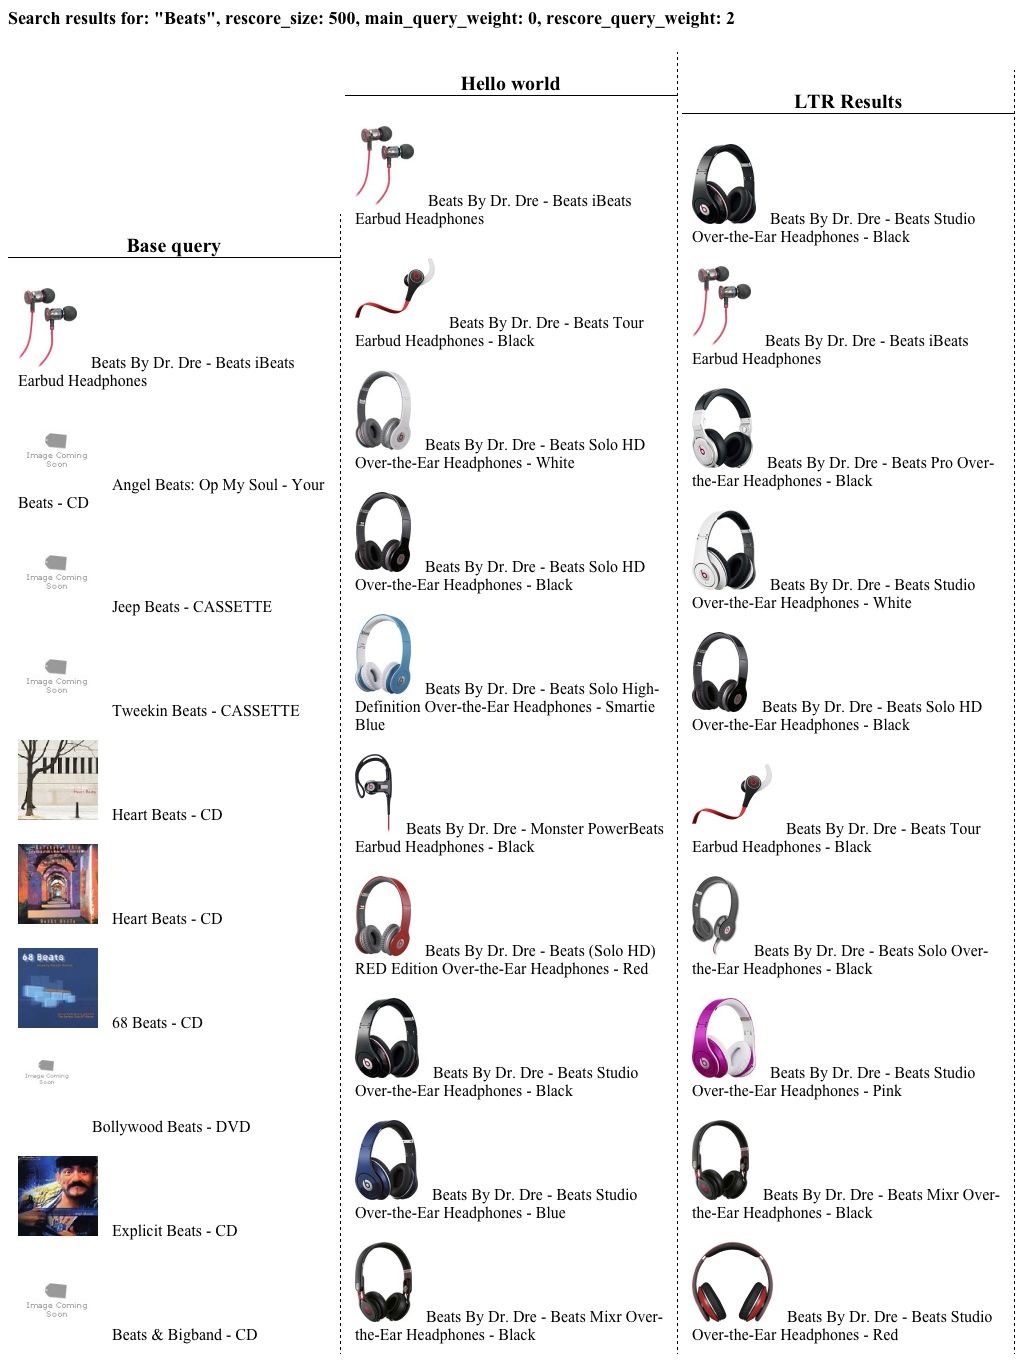 Search results for: "Beats", rescore_size: 500, main_query_weight: 0, rescore_query_weight: 2
Base query
Beats By Dr. Dre - Beats iBeats
Earbud Headphones
Image Coming
Soon
Angel Beats: Op My Soul - Your
Beats - CD
Image Coming
Soon
Jeep Beats - CASSETTE
Image Coming
Soon
Tweekin Beats - CASSETTE
Heart Beats - CD
Heart Beats - CD
68 Beats
68 Beats - CD
Image Coming
Soon
Bollywood Beats - DVD
Explicit Beats - CD
Image Coming
Soon
Beats & Bigband - CD
Hello world
Beats By Dr. Dre - Beats iBeats
Earbud Headphones
Beats By Dr. Dre - Beats Tour
Earbud Headphones - Black
Beats By Dr. Dre - Beats Solo HD
Over-the-Ear Headphones - White
Beats By Dr. Dre - Beats Solo HD
Over-the-Ear Headphones - Black
Beats By Dr. Dre - Beats Solo High-
Definition Over-the-Ear Headphones - Smartie
Blue
Beats By Dr. Dre - Monster PowerBeats
Earbud Headphones - Black
Beats By Dr. Dre - Beats (Solo HD)
RED Edition Over-the-Ear Headphones - Red
Beats By Dr. Dre - Beats Studio
Over-the-Ear Headphones - Black
Beats By Dr. Dre - Beats Studio
Over-the-Ear Headphones - Blue
Beats By Dr. Dre - Beats Mixr Over-
the-Ear Headphones - Black
LTR Results
Beats By Dr. Dre - Beats Studio
Over-the-Ear Headphones - Black
Beats By Dr. Dre - Beats iBeats
Earbud Headphones
Beats By Dr. Dre - Beats Pro Over-
the-Ear Headphones - Black
Beats By Dr. Dre - Beats Studio
Over-the-Ear Headphones - White
Beats By Dr. Dre - Beats Solo HD
Over-the-Ear Headphones - Black
Beats By Dr. Dre - Beats Tour
Earbud Headphones - Black
Beats By Dr. Dre - Beats Solo Over-
the-Ear Headphones - Black
Beats By Dr. Dre - Beats Studio
Over-the-Ear Headphones - Pink
Beats By Dr. Dre - Beats Mixr Over-
the-Ear Headphones - Black
Beats By Dr. Dre - Beats Studio
Over-the-Ear Headphones - Red